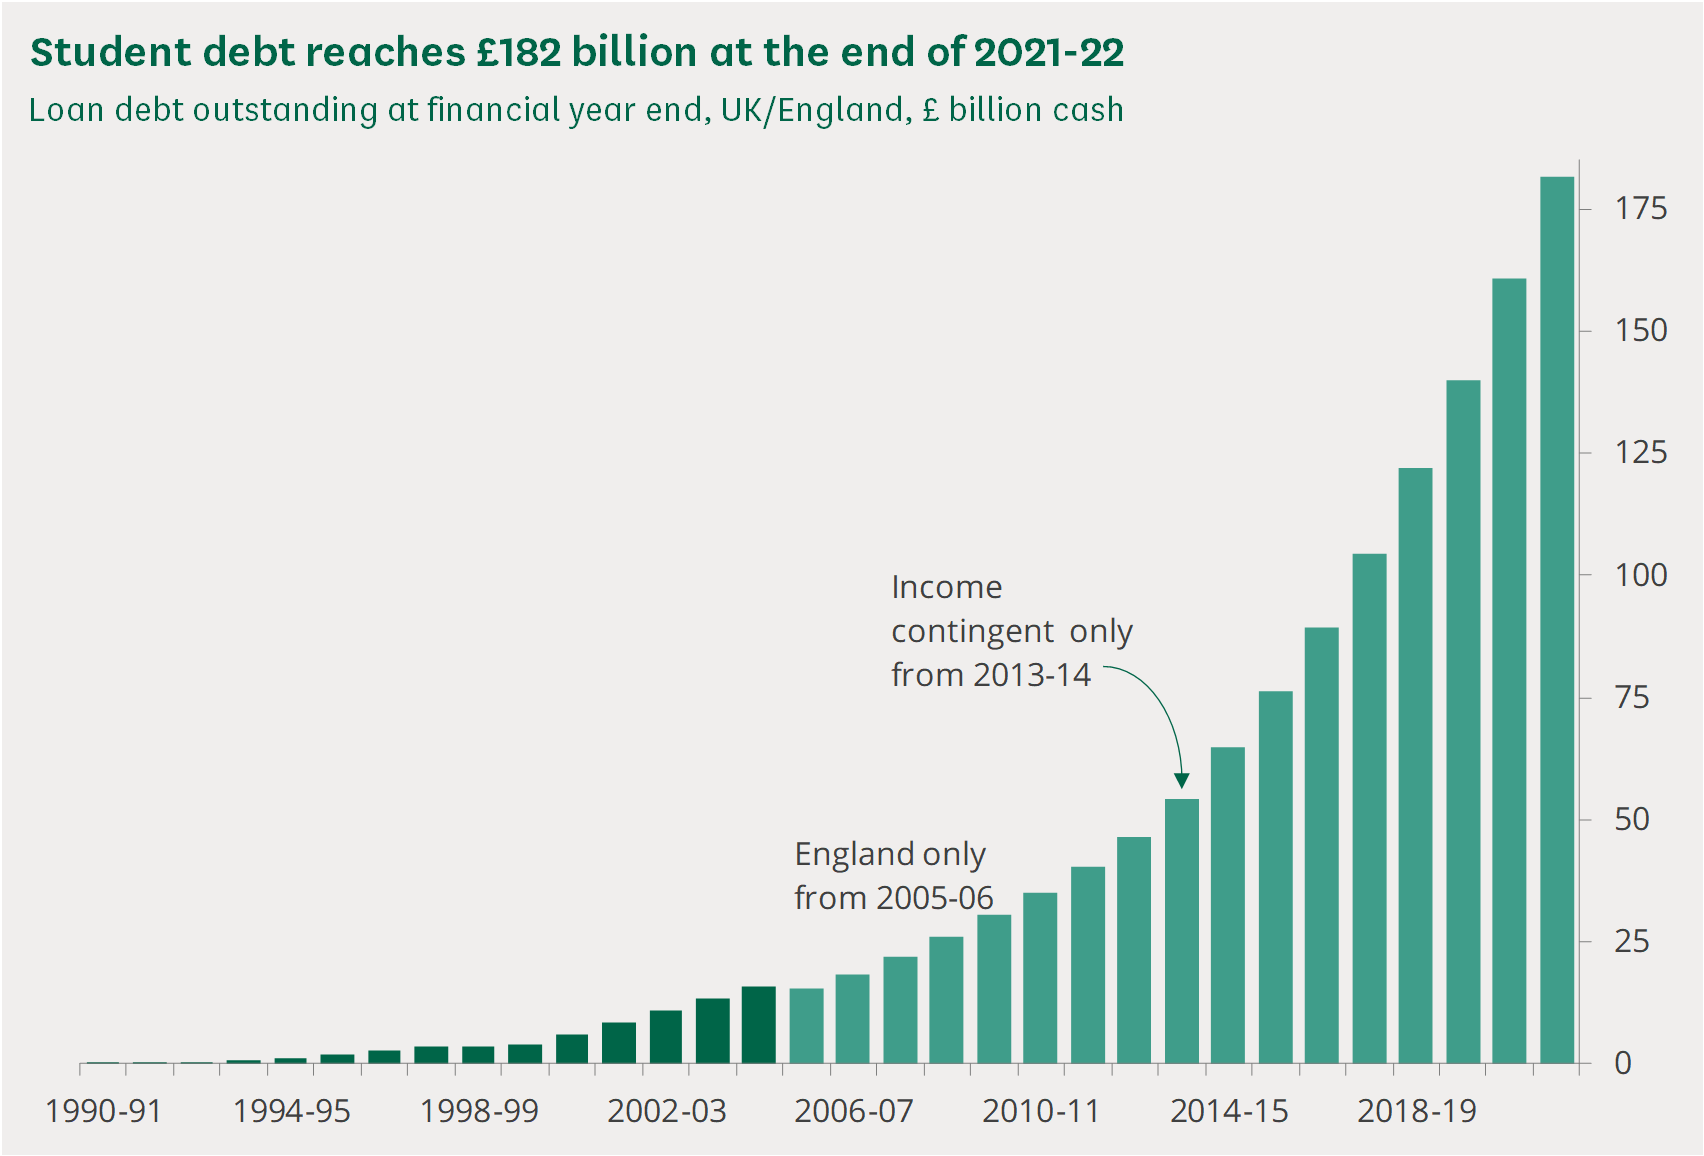 Student debt reaches £182 billion at the end of 2021-22
Loan debt outstanding at financial year end, UK/England, £ billion cash
175
150
125
100
Income
contingent only
from 2013-14
75
50
England only
from 2005-06
25
0
1990-91
1994-95
1998-99
2002-03
2006-07
2010-11
2014-15
2018-19